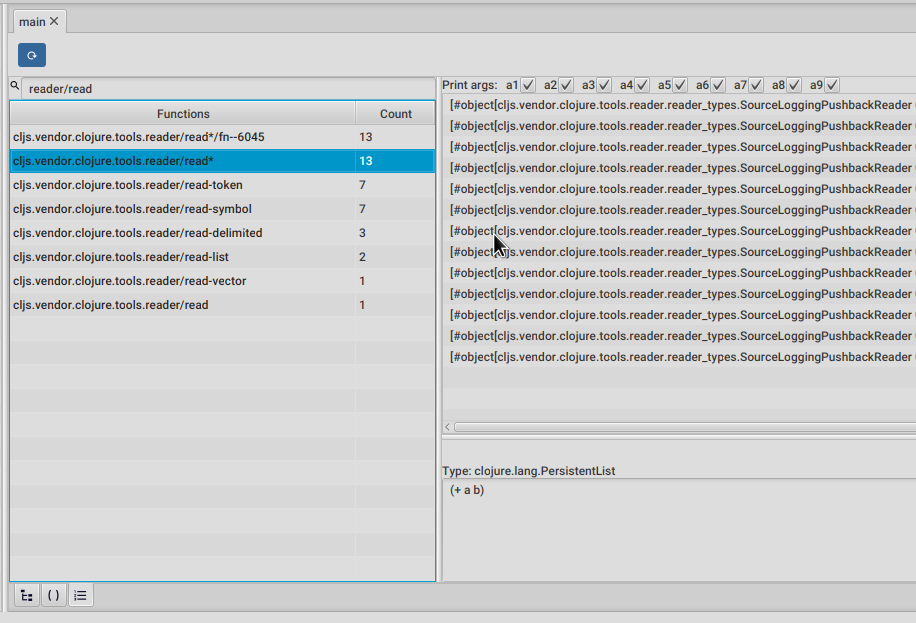 main
reader/read
Functions Count
cljs.vendor.clojure.tools.reader/read*/fn--6045 13
cljs.vendor.clojure.tools.reader/read* 13
cljs.vendor.clojure.tools.reader/read-token 7
cljs.vendor.clojure.tools.reader/read-symbol 7
cljs.vendor.clojure.tools.reader/read-delimited 3
cljs.vendor.clojure.tools.reader/read-list 2
cljs.vendor.clojure.tools.reader/read-vector 1
cljs.vendor.clojure.tools.reader/read 1
Print args: a1 a2 a3 a4 a5 a6 a7 a8 a9
[#object[cljs.vendor.clojure.tools.reader.reader_types.SourceLoggingPushbackReader
[#object[cljs.vendor.clojure.tools.reader.reader_types.SourceLoggingPushbackReader
[#object[cljs.vendor.clojure.tools.reader.reader_types.SourceLoggingPushbackReader
[#object[cljs.vendor.clojure.tools.reader.reader_types.SourceLoggingPushbackReader
[#object[cljs.vendor.clojure.tools.reader.reader_types.SourceLoggingPushbackReader
[#object[cljs.vendor.clojure.tools.reader.reader_types.SourceLoggingPushbackReader
[#object[cljs.vendor.clojure.tools.reader.reader_types.SourceLoggingPushbackReader
[#object[cljs.vendor.clojure.tools.reader.reader_types.SourceLoggingPushbackReader
[#object[cljs.vendor.clojure.tools.reader.reader_types.SourceLoggingPushbackReader
[#object[cljs.vendor.clojure.tools.reader.reader_types.SourceLoggingPushbackReader
[#object[cljs.vendor.clojure.tools.reader.reader_types.SourceLoggingPushbackReader
[#object[cljs.vendor.clojure.tools.reader.reader_types.SourceLoggingPushbackReader
[#object[cljs.vendor.clojure.tools.reader.reader_types.SourceLoggingPushbackReader
Type: clojure.lang.PersistentList
(+ a b)
( )